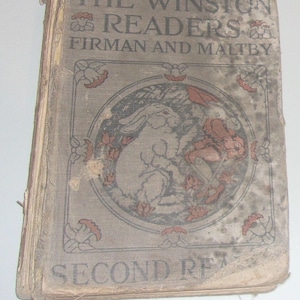 THE WINSTON
READERS
FIRMAN AND MALTBY
SECOND